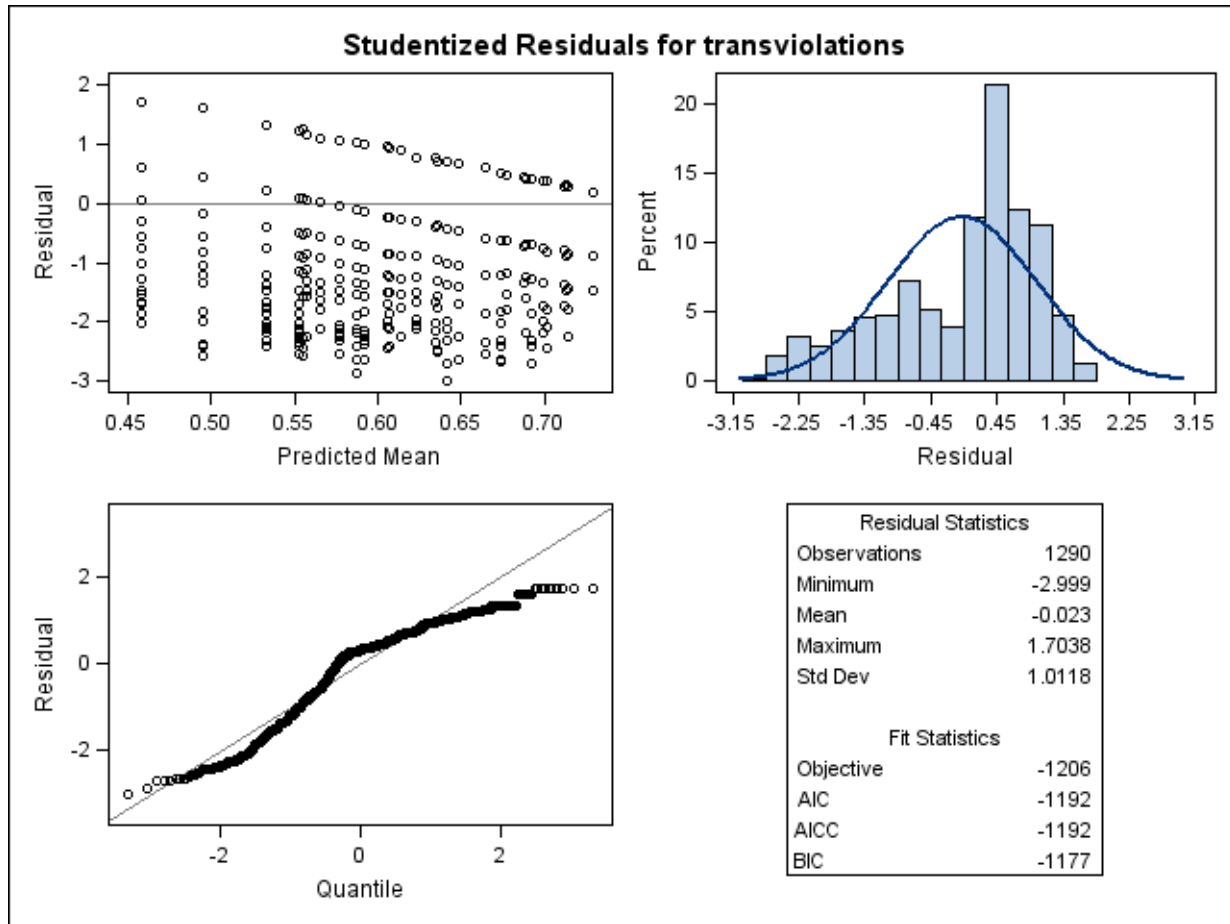 Studentized Residuals for transviolations
2
1
0
-1
-2
-3
Residual
0.45 0.50 0.55 0.60 0.65 0.70
Predicted Mean
20
15
10
5
0
Percent
-3.15 -2.25 -1.35 -0.45 0.45 1.35 2.25 3.15
Residual
2
0
-2
Residual
-2 0 2
Quantile
Residual Statistics
Observations 1290
Minimum -2.999
Mean -0.023
Maximum 1.7038
Std Dev 1.0118
Fit Statistics
Objective -1206
AIC -1192
AICC -1192
BIC -1177